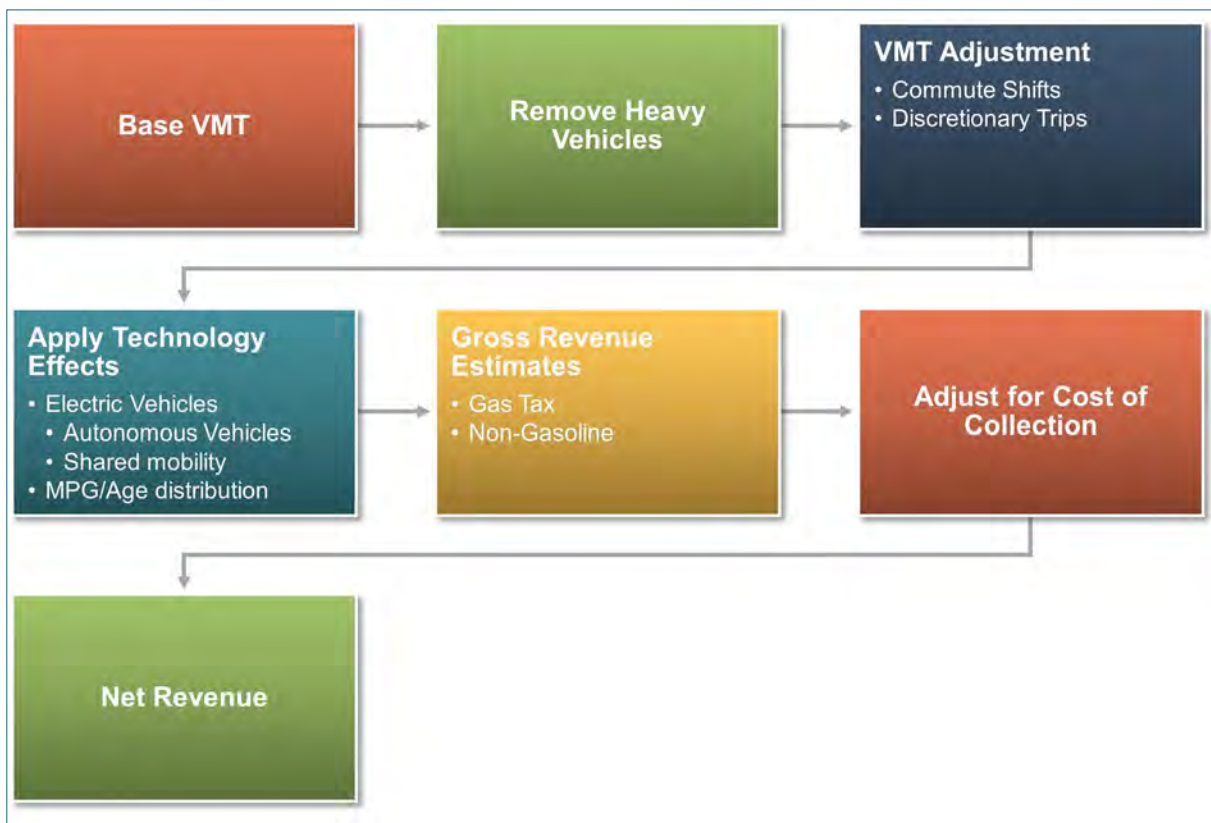 Base VMT
Remove Heavy
Vehicles
VMT Adjustment
• Commute Shifts
• Discretionary Trips
Apply Technology
Effects
• Electric Vehicles
• Autonomous Vehicles
• Shared mobility
• MPG/Age distribution
Gross Revenue
Estimates
• Gas Tax
• Non-Gasoline
Adjust for Cost of
Collection
Net Revenue